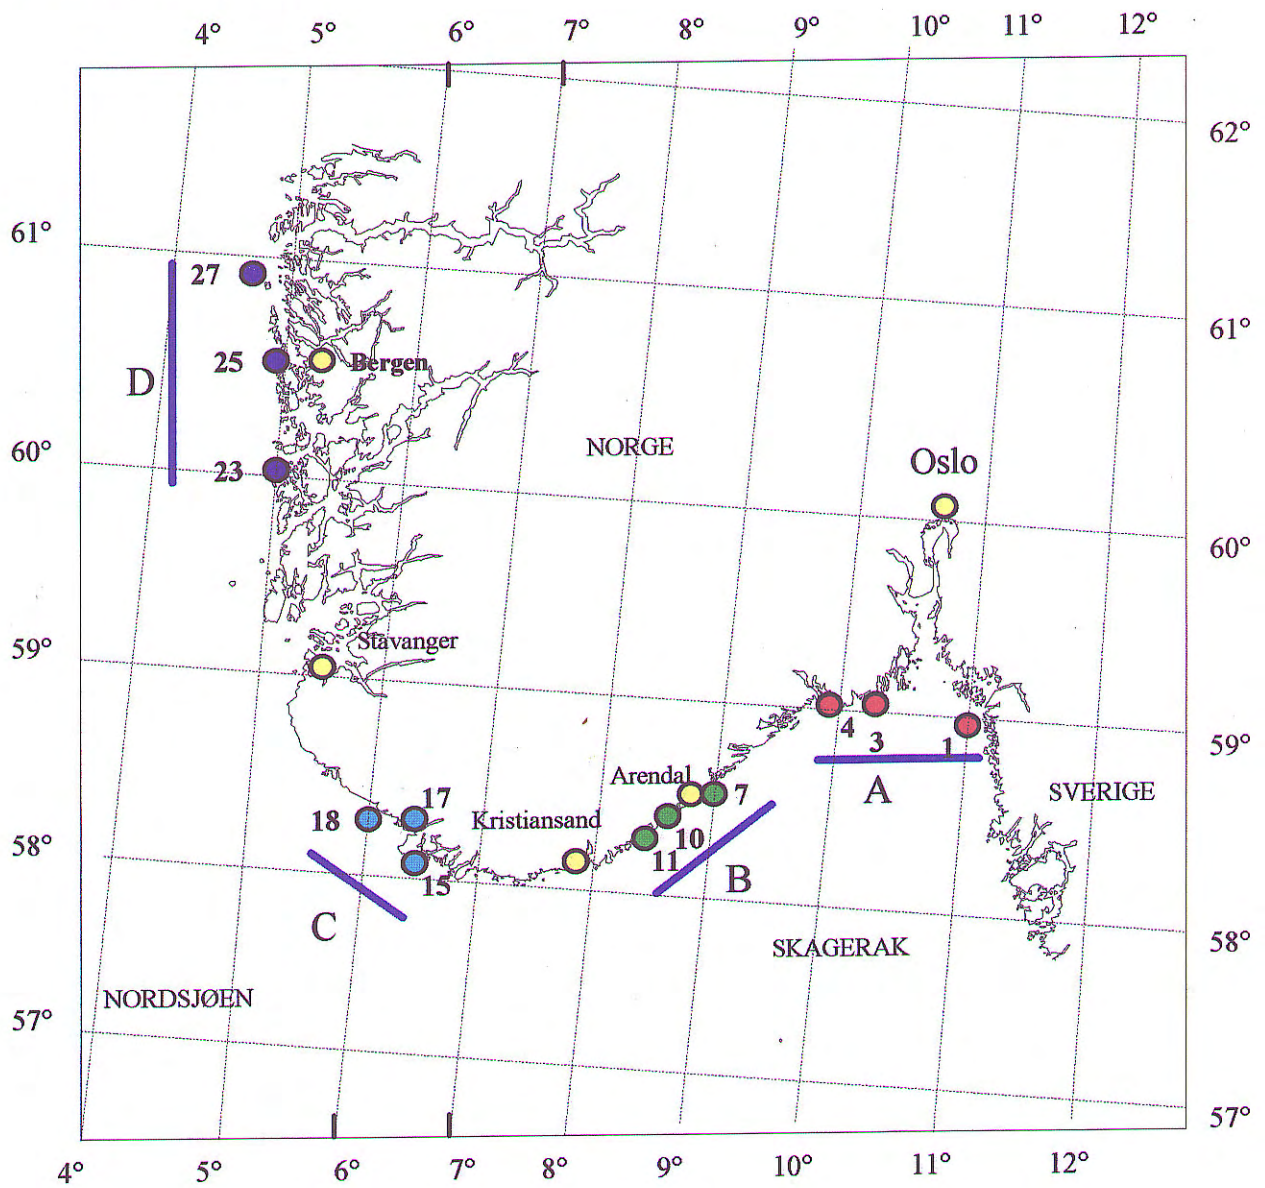 4° 5° 6° 7° 8° 9° 10° 11° 12°
62°
61°
27
61°
25
Bergen
D
NORGE
60°
23
Oslo
60°
59°
Stavanger
4
3
1
59°
Arendal
7
A
SVERIGE
18
17
Kristiansand
10
11
58°
15
B
C
SKAGERAK
58°
NORDSJØEN
57°
57°
4° 5° 6° 7° 8° 9° 10° 11° 12°